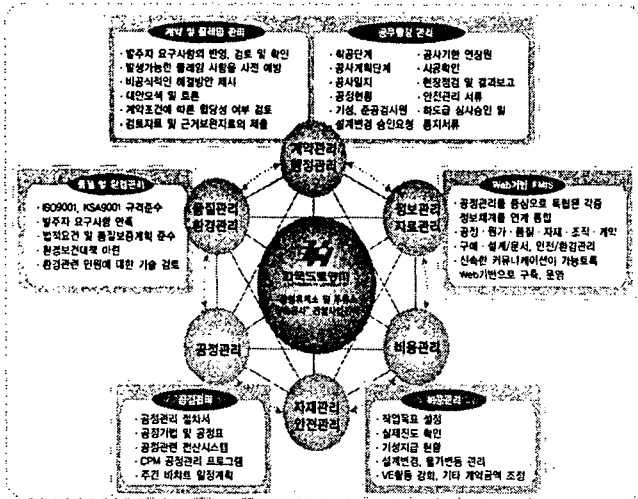 계약 및 클레임 관리
· 발주자 요구사항의 반영, 검토 및 확인
· 발생가능한 클레임 사항을 사전 예방
· 비공식적인 해결방안 제시
· 대안모색 및 토론
· 계약조건에 따른 합당성 여부 검토
· 검토자료 및 근거보완자료의 제출
공무행정 관리
· 착공단계
· 공사계획단계
· 공사일지
· 공정현황
· 기성, 준공검사원
· 설계변경 승인요청
· 공사기한 연장원
· 시공확인
· 현장점검 및 결과보고
· 안전관리 서류
· 하도급 심사승인 및
통지서류
계약관리
행정관리
품질 및 환경관리
· ISO9001, KSA9001 규격준수
· 발주자 요구사항 만족
· 법적요건 및 품질보증계획 준수
· 환경보건대책 마련
· 환경관련 민원에 대한 기술 검토
품질관리
환경관리
정보관리
자료관리
Web기반 PMIS
· 공정관리를 중심으로 독립된 각종
정보체계를 연계 통합
· 공정 · 원가 · 품질 · 자재 · 조직 · 계약
· 구매 · 설계/문서, 안전/환경관리
· 신속한 커뮤니케이션이 가능토록
Web기반으로 구축, 운영
공정관리
비용관리
자재관리
안전관리
공정관리
· 공정관리 절차서
· 공정기법 및 공정표
· 공정관련 전산시스템
· CPM 공정관리 프로그램
· 주간 바챠트 일정계획
비용관리
· 작업목표 설정
· 실제진도 확인
· 기성지급 현황
· 설계변경, 물가변동 관리
· VE활동 강화, 기타 계약금액 조정